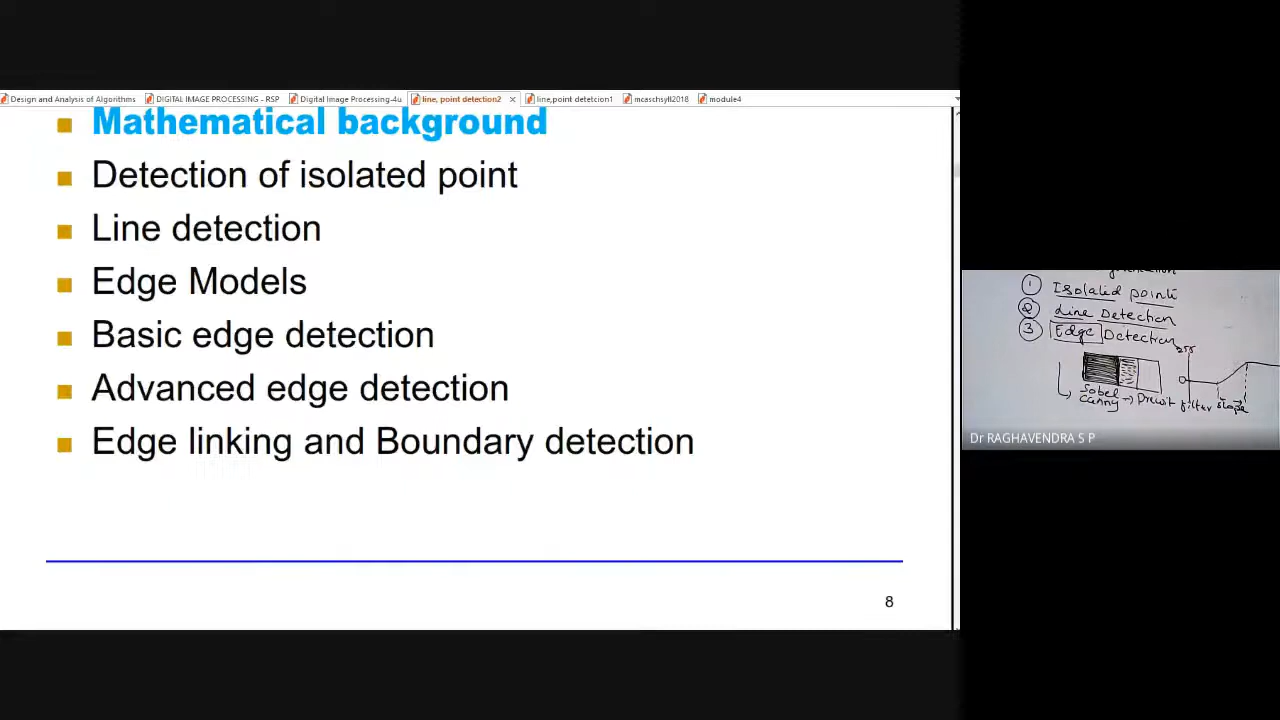 Design and Analysis of Algorithms
DIGITAL IMAGE PROCESSING - RSP
Digital Image Processing-4u
line, point detection2
line,point detetcion1
mcaschsyll2018
module4
Mathematical background
Detection of isolated point
Line detection
Edge Models
Basic edge detection
Advanced edge detection
Edge linking and Boundary detection
8
1 Isolated points
2 Line Detection
3 Edge Detection
255
Sobel
Canny → Prewit filter
slope
Dr RAGHAVENDRA S P